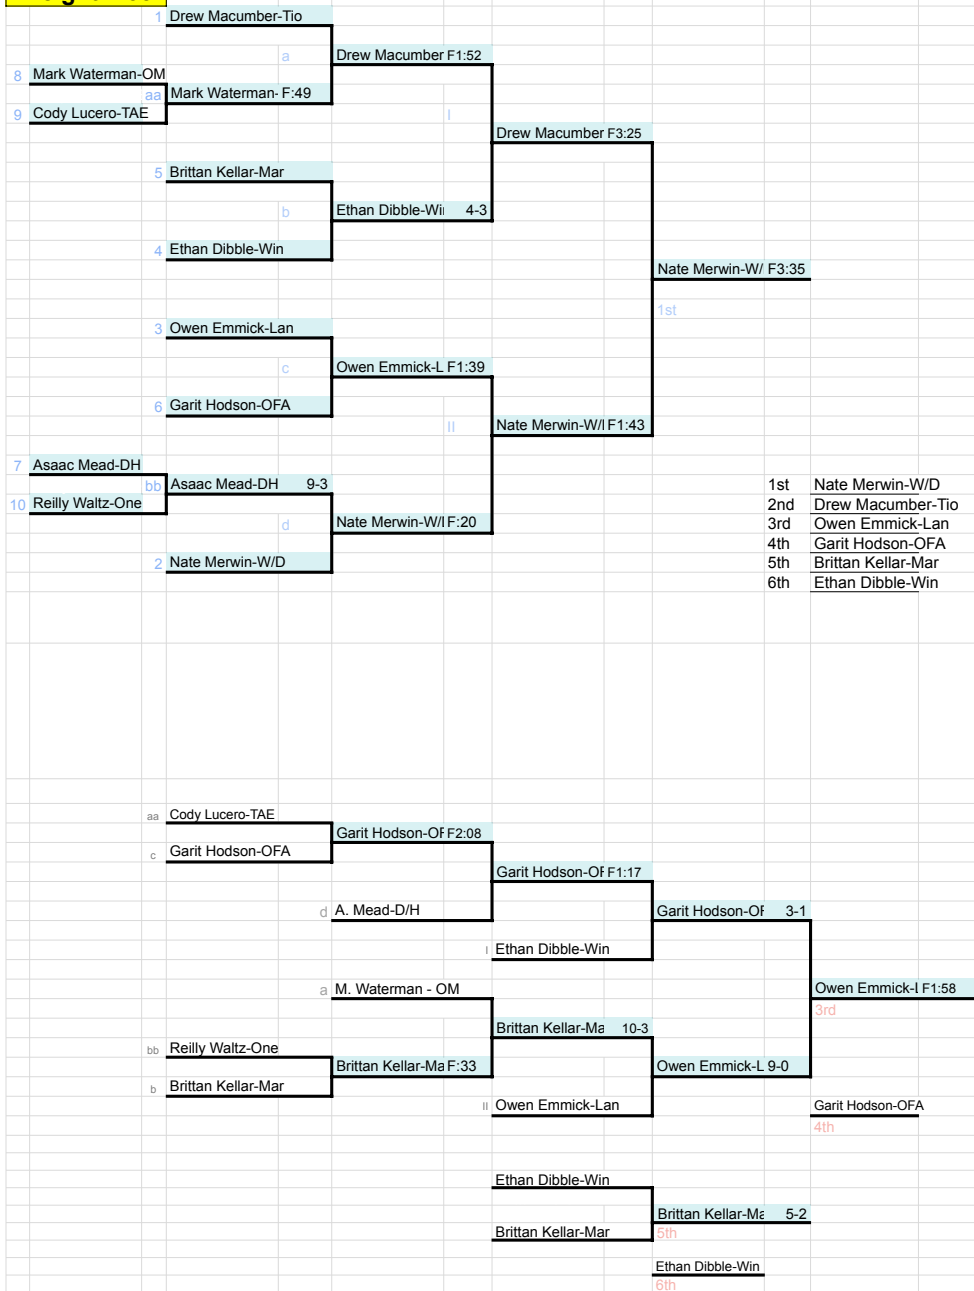 1 Drew Macumber-Tio
a Drew Macumber F1:52
8 Mark Waterman-OM
aa Mark Waterman- F:49
9 Cody Lucero-TAE
I
Drew Macumber F3:25
5 Brittan Kellar-Mar
b Ethan Dibble-Wi 4-3
4 Ethan Dibble-Win
Nate Merwin-W/ F3:35
1st
3 Owen Emmick-Lan
c Owen Emmick-L F1:39
6 Garit Hodson-OFA
II Nate Merwin-W/ F1:43
7 Asaac Mead-DH
bb Asaac Mead-DH 9-3
10 Reilly Waltz-One
d Nate Merwin-W/ F:20
2 Nate Merwin-W/D
1st Nate Merwin-W/D
2nd Drew Macumber-Tio
3rd Owen Emmick-Lan
4th Garit Hodson-OFA
5th Brittan Kellar-Mar
6th Ethan Dibble-Win
aa Cody Lucero-TAE
Garit Hodson-OF F2:08
c Garit Hodson-OFA
Garit Hodson-OF F1:17
d A. Mead-D/H
Garit Hodson-OF 3-1
I Ethan Dibble-Win
a M. Waterman - OM
Owen Emmick-L F1:58
3rd
Brittan Kellar-Ma 10-3
bb Reilly Waltz-One
Brittan Kellar-Ma F:33
Owen Emmick-L 9-0
b Brittan Kellar-Mar
II Owen Emmick-Lan
Garit Hodson-OFA
4th
Ethan Dibble-Win
Brittan Kellar-Ma 5-2
Brittan Kellar-Mar
5th
Ethan Dibble-Win
6th